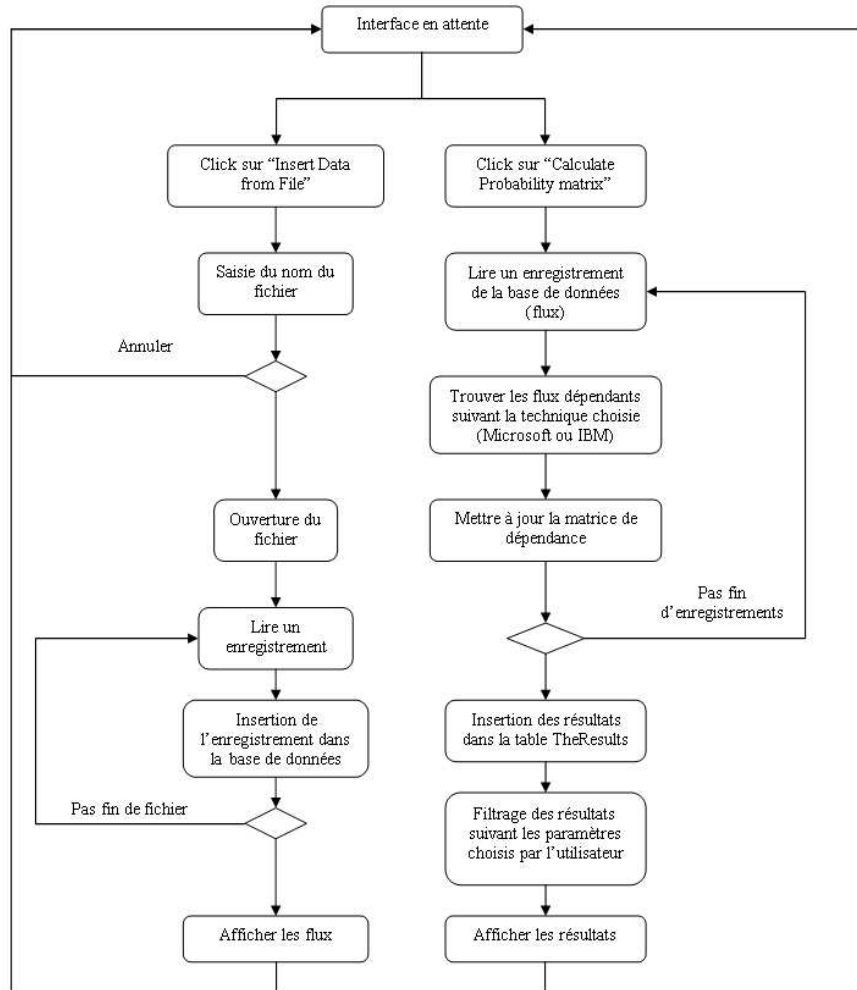 Interface en attente
Click sur “Insert Data
from File”
Click sur “Calculate
Probability matrix”
Saisie du nom du
fichier
Lire un enregistrement
de la base de données
(flux)
Annuler
Trouver les flux dépendants
suivant la technique choisie
(Microsoft ou IBM)
Ouverture du
fichier
Mettre à jour la matrice de
dépendance
Pas fin
d’enregistrements
Lire un
enregistrement
Insertion de
l’enregistrement dans
la base de données
Insertion des résultats
dans la table TheResults
Pas fin de fichier
Filtrage des résultats
suivant les paramètres
choisis par l’utilisateur
Afficher les flux
Afficher les résultats